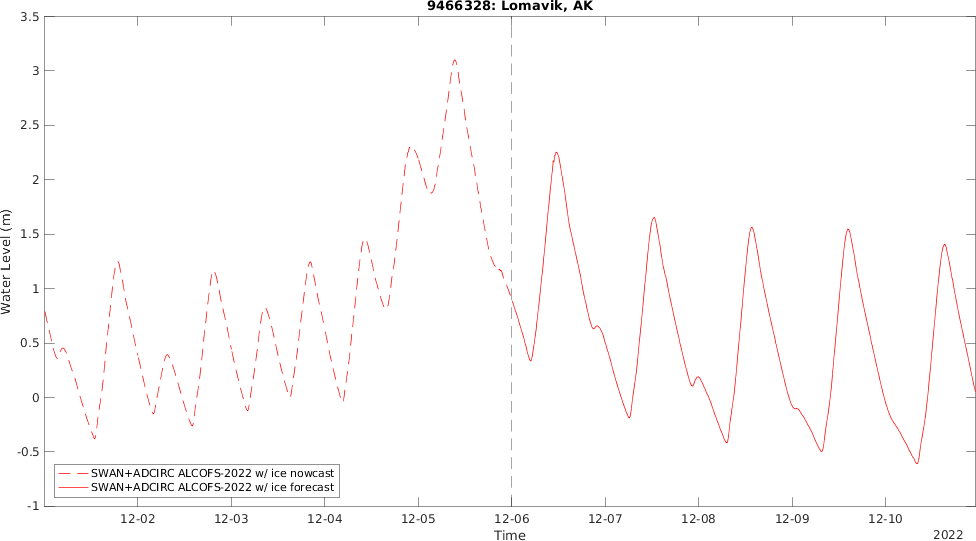 9466328: Lomavik, AK
3.5
3
2.5
2
1.5
1
0.5
0
-0.5
-1
Water Level (m)
SWAN+ADCIRC ALCOFS-2022 w/ ice nowcast
SWAN+ADCIRC ALCOFS-2022 w/ ice forecast
12-02 12-03 12-04 12-05 12-06 12-07 12-08 12-09 12-10
Time
2022